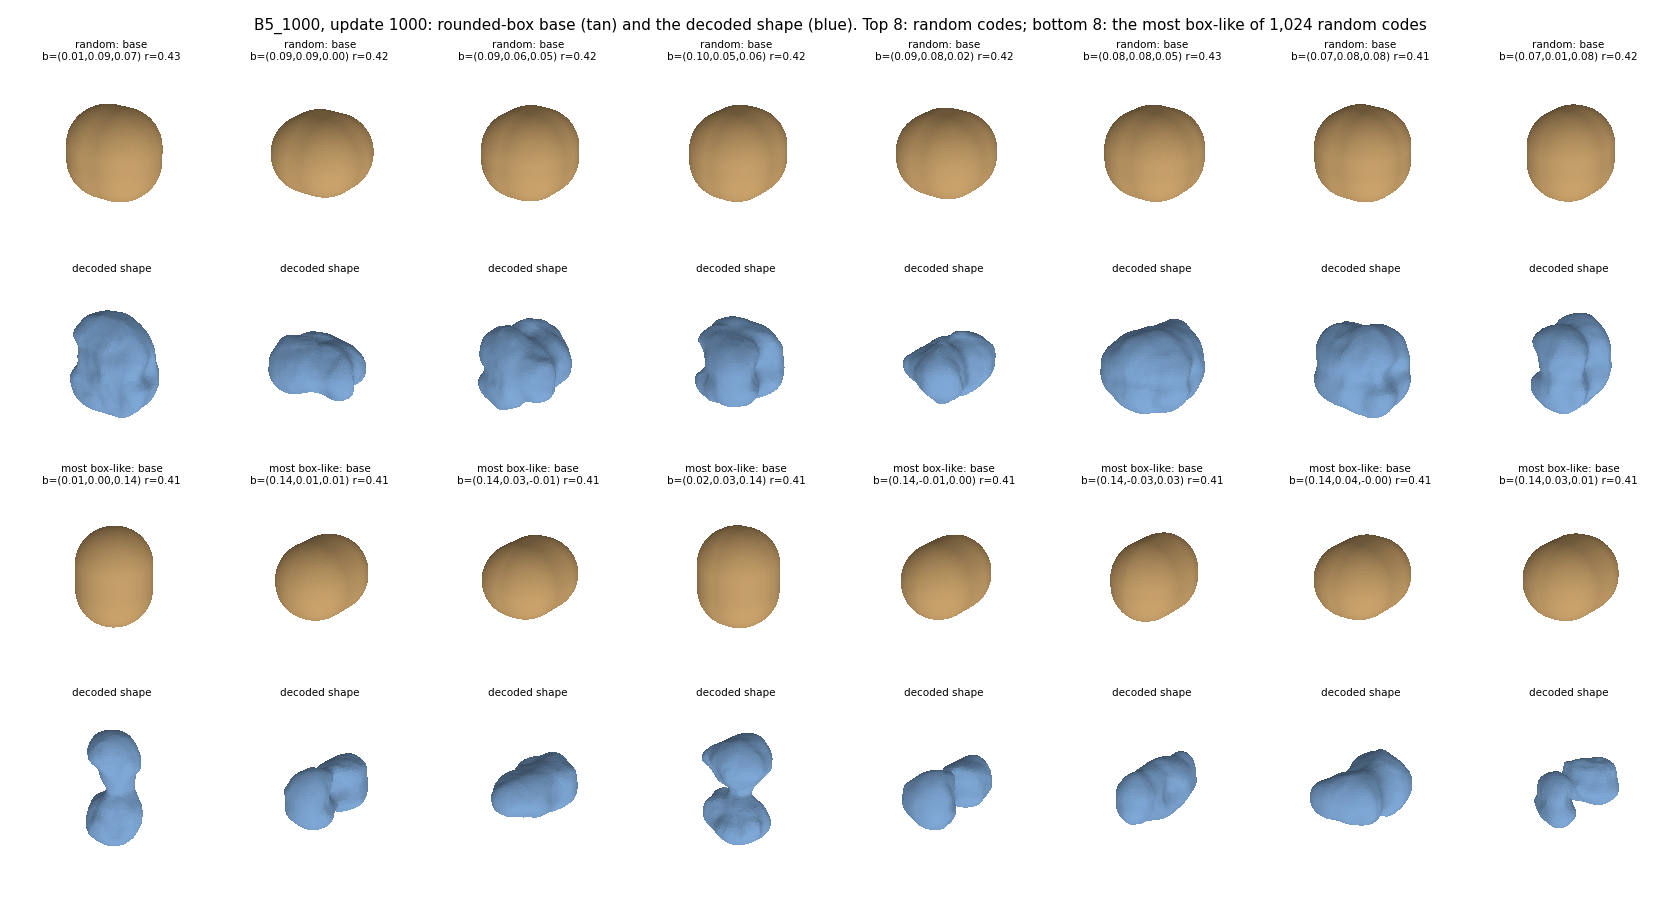 B5_1000, update 1000: rounded-box base (tan) and the decoded shape (blue). Top 8: random codes; bottom 8: the most box-like of 1,024 random codes
random: base
b=(0.01,0.09,0.07) r=0.43
random: base
b=(0.09,0.09,0.00) r=0.42
random: base
b=(0.09,0.06,0.05) r=0.42
random: base
b=(0.10,0.05,0.06) r=0.42
random: base
b=(0.09,0.08,0.02) r=0.42
random: base
b=(0.08,0.08,0.05) r=0.43
random: base
b=(0.07,0.08,0.08) r=0.41
random: base
b=(0.07,0.01,0.08) r=0.42
decoded shape
decoded shape
decoded shape
decoded shape
decoded shape
decoded shape
decoded shape
decoded shape
most box-like: base
b=(0.01,0.00,0.14) r=0.41
most box-like: base
b=(0.14,0.01,0.01) r=0.41
most box-like: base
b=(0.14,0.03,-0.01) r=0.41
most box-like: base
b=(0.02,0.03,0.14) r=0.41
most box-like: base
b=(0.14,-0.01,0.00) r=0.41
most box-like: base
b=(0.14,-0.03,0.03) r=0.41
most box-like: base
b=(0.14,0.04,-0.00) r=0.41
most box-like: base
b=(0.14,0.03,0.01) r=0.41
decoded shape
decoded shape
decoded shape
decoded shape
decoded shape
decoded shape
decoded shape
decoded shape